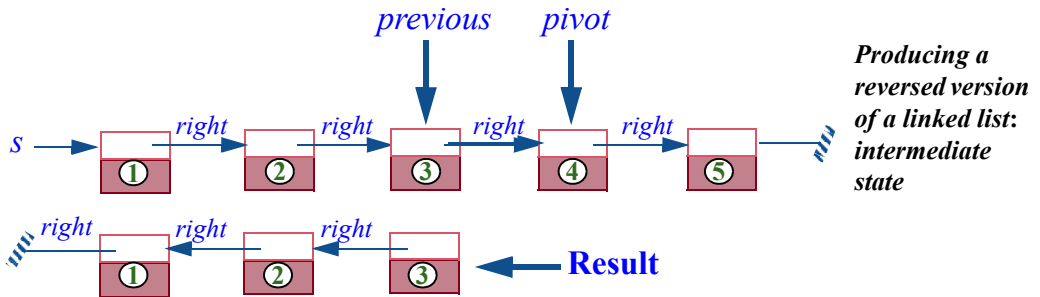 previous pivot
Producing a
reversed version
of a linked list:
intermediate
state
s right right right right
1 2 3 4 5
right right right
1 2 3
Result